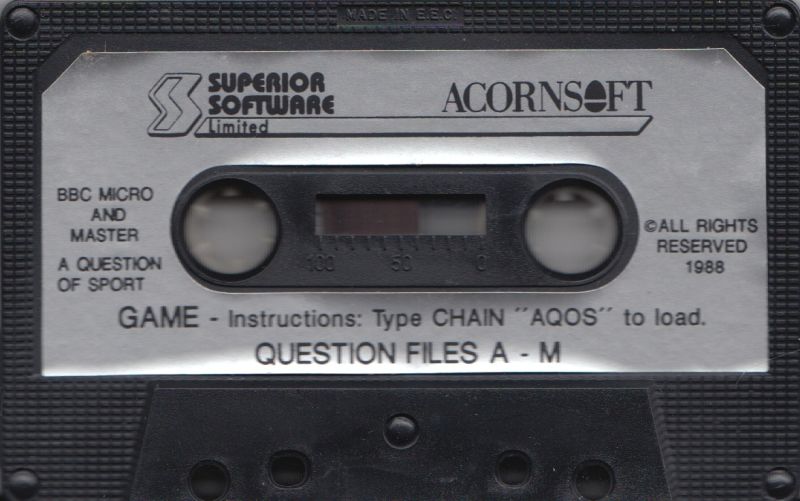 MADE IN E.E.C.
SUPERIOR
SOFTWARE
Limited
ACORNSOFT
BBC MICRO
AND
MASTER
A QUESTION
OF SPORT
100 50 0
©ALL RIGHTS
RESERVED
1988
GAME - Instructions: Type CHAIN "AQOS" to load.
QUESTION FILES A - M